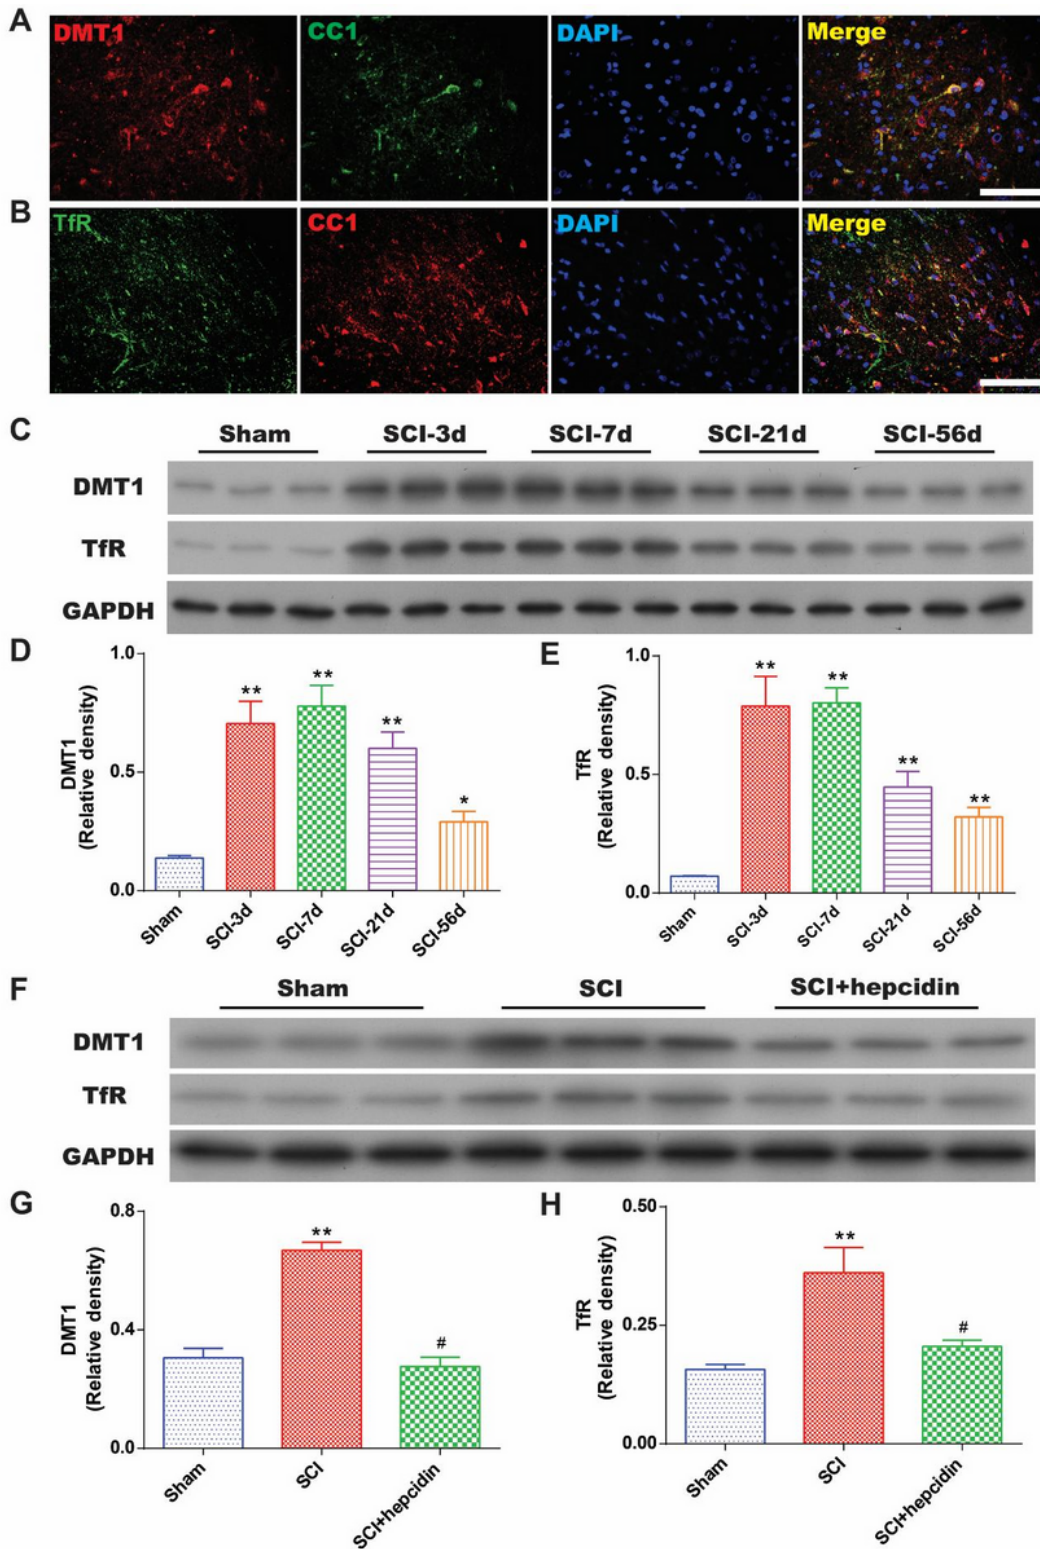 A
DMT1 CC1 DAPI Merge
B
TfR CC1 DAPI Merge
C
Sham SCI-3d SCI-7d SCI-21d SCI-56d
DMT1
TfR
GAPDH
D
1.0
0.5
0.0
DMT1
(Relative density)
** ** ** *
Sham SCI-3d SCI-7d SCI-21d SCI-56d
E
1.0
0.5
0.0
TfR
(Relative density)
** ** ** **
Sham SCI-3d SCI-7d SCI-21d SCI-56d
F
Sham SCI SCI+hepcidin
DMT1
TfR
GAPDH
G
0.8
0.4
0.0
DMT1
(Relative density)
** #
Sham SCI SCI+hepcidin
H
0.50
0.25
0.00
TfR
(Relative density)
** #
Sham SCI SCI+hepcidin